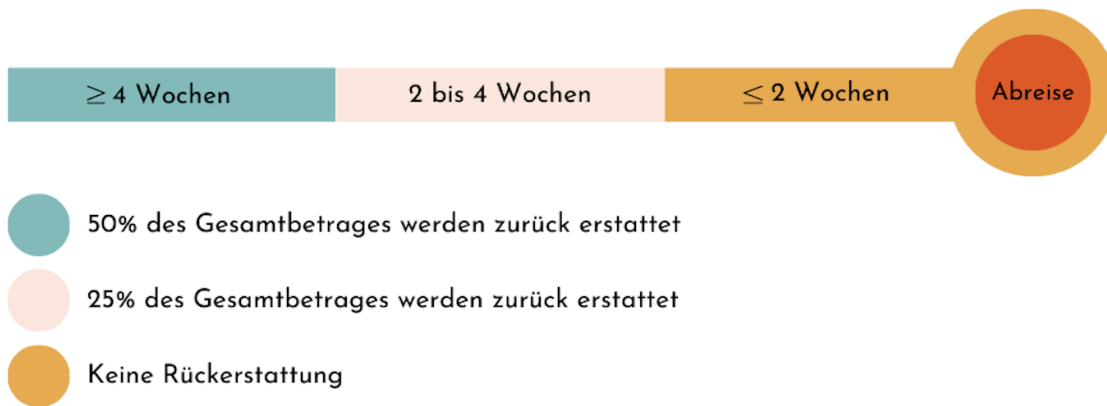 ≥ 4 Wochen 2 bis 4 Wochen ≤ 2 Wochen Abreise
50% des Gesamtbetrages werden zurück erstattet
25% des Gesamtbetrages werden zurück erstattet
Keine Rückerstattung